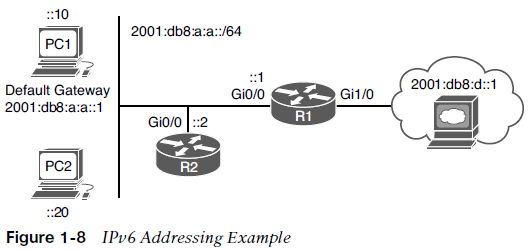 ::10
PC1
2001:db8:a:a::/64
Default Gateway
2001:db8:a:a::1
::1
Gi0/0
Gi1/0
R1
2001:db8:d::1
Gi0/0
::2
R2
PC2
::20
Figure 1-8 IPv6 Addressing Example